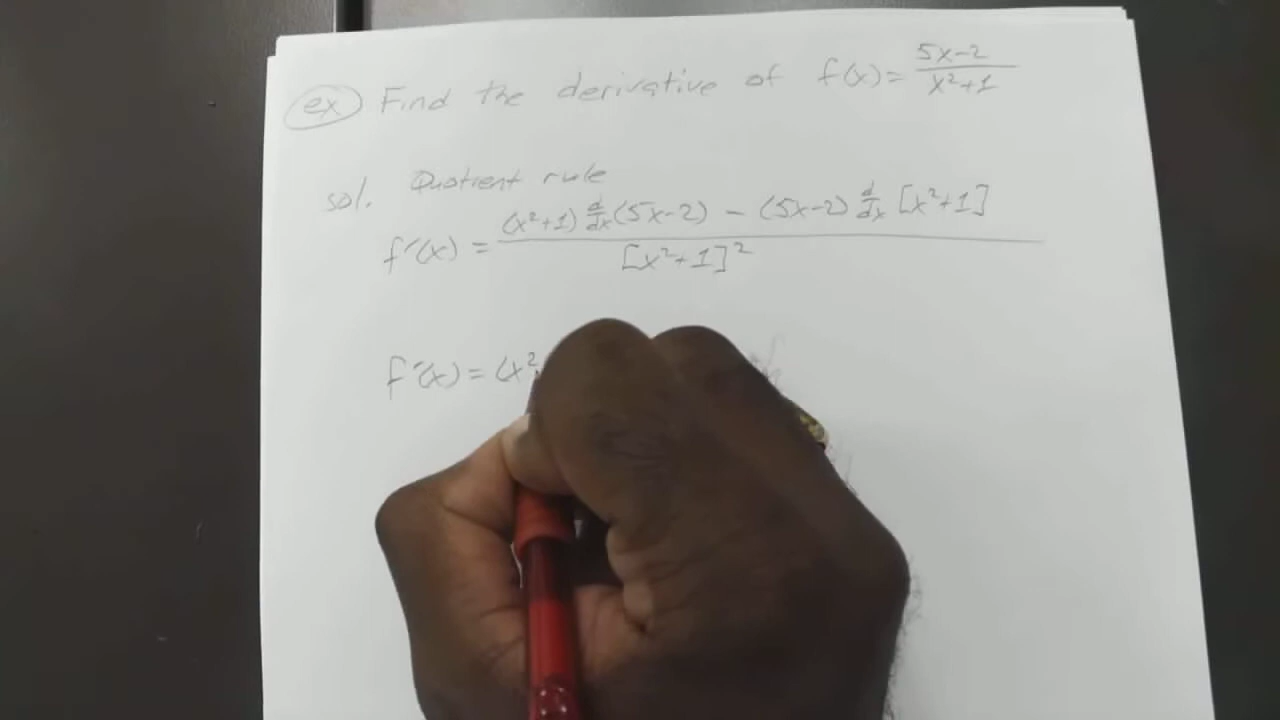 ex Find the derivative of f(x) = 5x-2 / x²+1
sol. Quotient rule
f'(x) = (x²+1) d/dx (5x-2) - (5x-2) d/dx [x²+1] / [x²+1]²
f'(x) = (x²